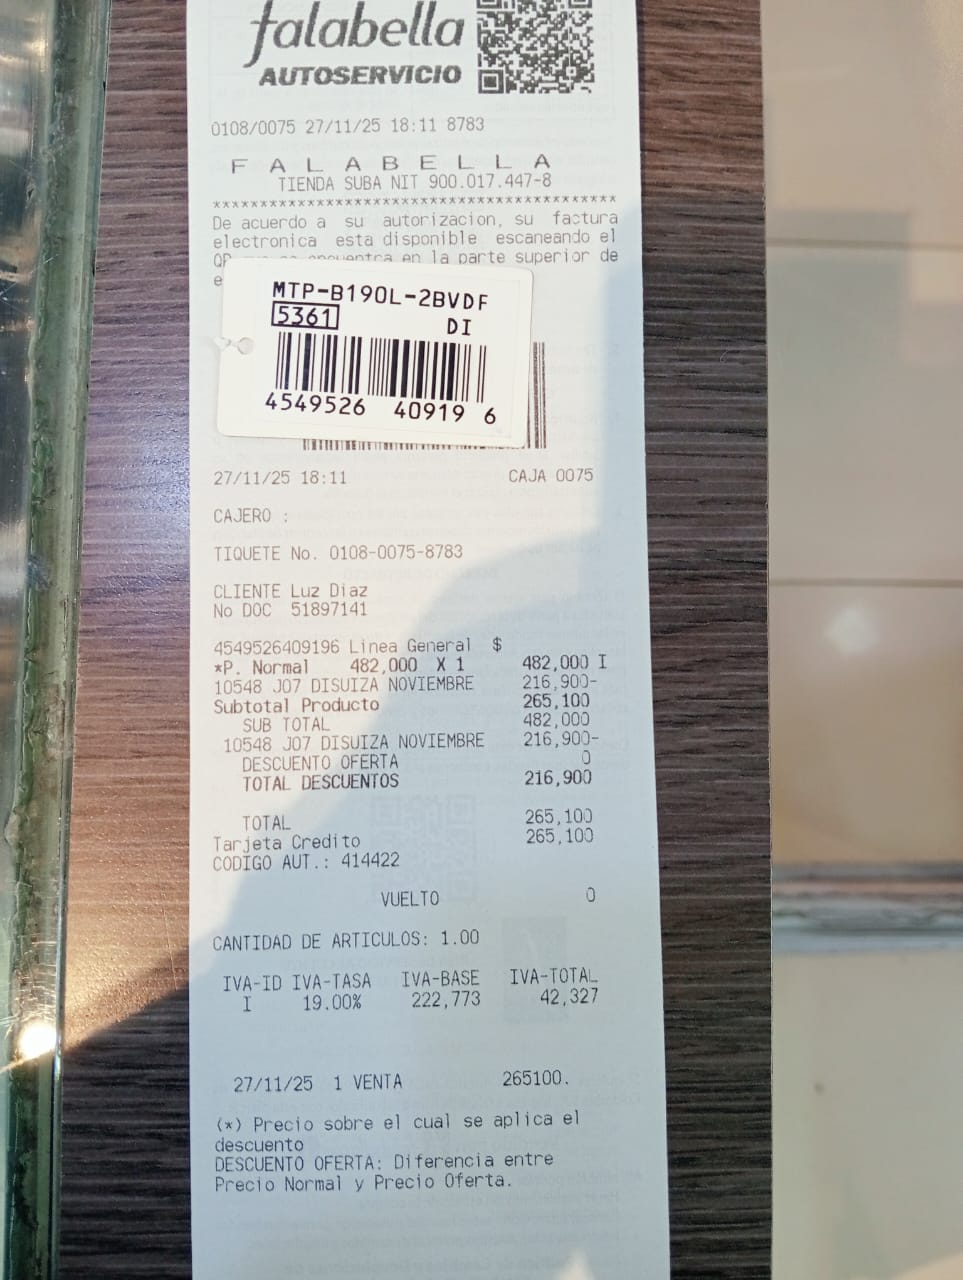 falabella
AUTOSERVICIO
0108/0075 27/11/25 18:11 8783
F A L A B E L L A
TIENDA SUBA NIT 900.017.447-8
******************************************
De acuerdo a su autorizacion, su factura
electronica esta disponible escaneando el
en la parte superior de
MTP-B190L-2BVDF
5361 DI
4549526 40919 6
27/11/25 18:11 CAJA 0075
CAJERO :
TIQUETE No. 0108-0075-8783
CLIENTE Luz Diaz
No DOC 51897141
4549526409196 Linea General $
*P. Normal 482,000 X 1 482,000 I
10548 J07 DISUIZA NOVIEMBRE 216,900-
Subtotal Producto 265,100
SUB TOTAL 482,000
10548 J07 DISUIZA NOVIEMBRE 216,900-
DESCUENTO OFERTA 0
TOTAL DESCUENTOS 216,900
TOTAL 265,100
Tarjeta Credito 265,100
CODIGO AUT.: 414422
VUELTO 0
CANTIDAD DE ARTICULOS: 1.00
IVA-ID IVA-TASA IVA-BASE IVA-TOTAL
I 19.00% 222,773 42,327
27/11/25 1 VENTA 265100.
(*) Precio sobre el cual se aplica el
descuento
DESCUENTO OFERTA: Diferencia entre
Precio Normal y Precio Oferta.